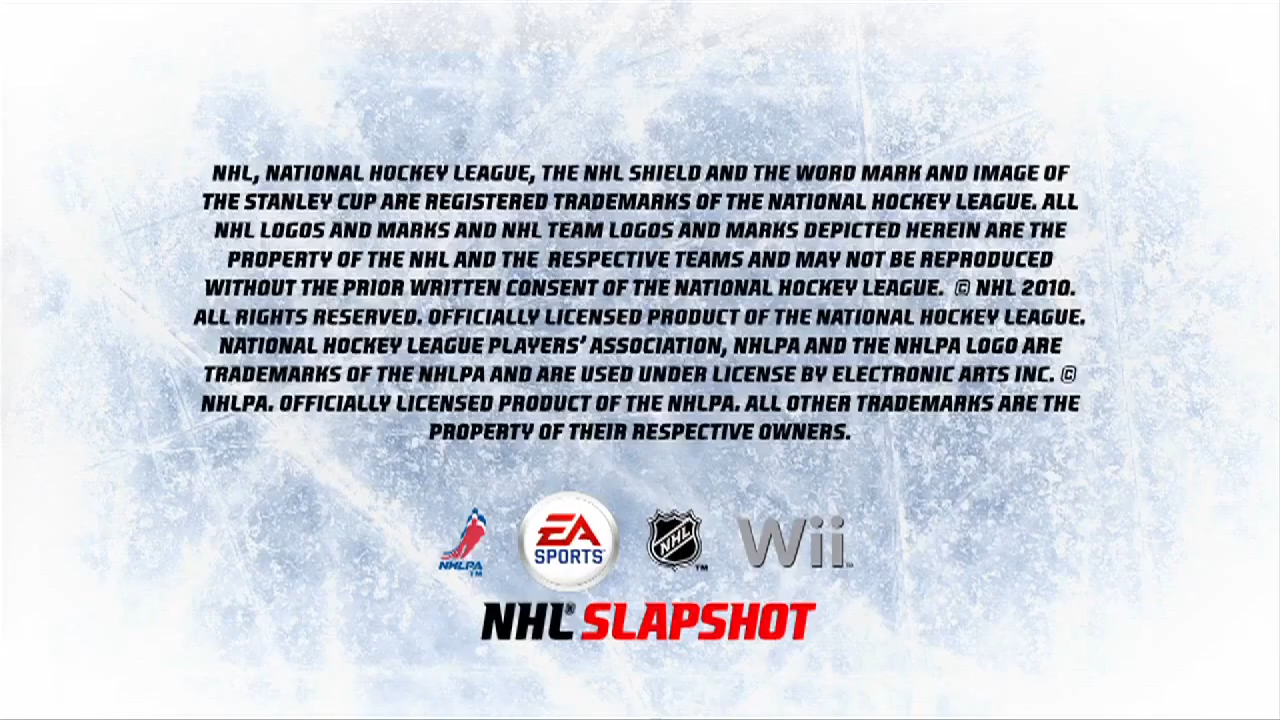 NHL, NATIONAL HOCKEY LEAGUE, THE NHL SHIELD AND THE WORD MARK AND IMAGE OF
THE STANLEY CUP ARE REGISTERED TRADEMARKS OF THE NATIONAL HOCKEY LEAGUE. ALL
NHL LOGOS AND MARKS AND NHL TEAM LOGOS AND MARKS DEPICTED HEREIN ARE THE
PROPERTY OF THE NHL AND THE RESPECTIVE TEAMS AND MAY NOT BE REPRODUCED
WITHOUT THE PRIOR WRITTEN CONSENT OF THE NATIONAL HOCKEY LEAGUE. © NHL 2010.
ALL RIGHTS RESERVED. OFFICIALLY LICENSED PRODUCT OF THE NATIONAL HOCKEY LEAGUE.
NATIONAL HOCKEY LEAGUE PLAYERS' ASSOCIATION, NHLPA AND THE NHLPA LOGO ARE
TRADEMARKS OF THE NHLPA AND ARE USED UNDER LICENSE BY ELECTRONIC ARTS INC. ©
NHLPA. OFFICIALLY LICENSED PRODUCT OF THE NHLPA. ALL OTHER TRADEMARKS ARE THE
PROPERTY OF THEIR RESPECTIVE OWNERS.
NHLPA TM
EA SPORTS™
NHL TM
Wii™
NHL® SLAPSHOT